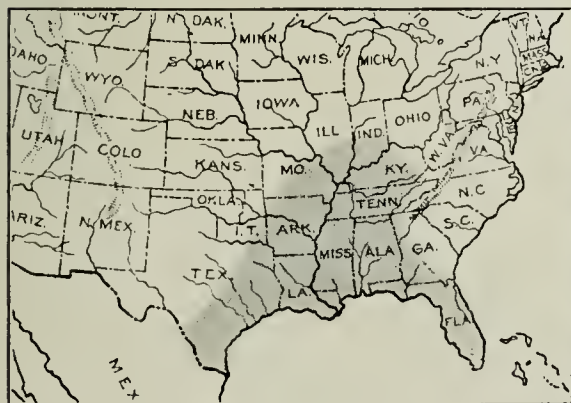 MONT.
N. DAK.
MINN.
VT.
N.H.
IDAHO
WYO.
S. DAK.
WIS.
MICH.
N.Y
MASS
NEB.
IOWA
PA.
UTAH
COLO
ILL
IND.
OHIO
W.VA.
VA.
KANS.
MO.
KY.
N.C
OKLA.
TENN.
ARIZ.
N. MEX.
I.T.
ARK.
S.C.
TEX.
MISS.
ALA
GA.
LA.
FLA.
MEX